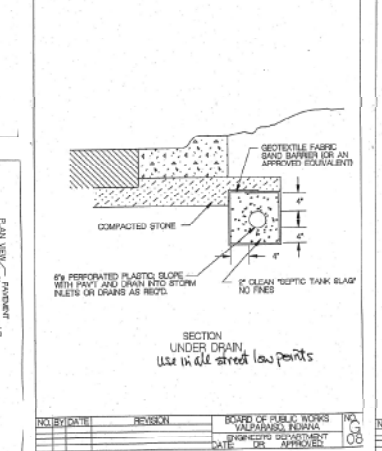 GEOTEXTILE FABRIC
SAND BARRIER (OR AN
APPROVED EQUIVALENT)
4"
4"
COMPACTED STONE
4"
6"ø PERFORATED PLASTIC; SLOPE
WITH PAV'T AND DRAIN INTO STORM
INLETS OR DRAINS AS REQ'D.
2" CLEAN "SEPTIC TANK SLAG"
NO FINES
SECTION
UNDER DRAIN
use in all street low points
PLAN VIEW PAVEMENT
NO. BY DATE REVISION
BOARD OF PUBLIC WORKS
VALPARAISO, INDIANA
ENGINEER'S DEPARTMENT
DATE: DR APPROVED:
NO.
G
08